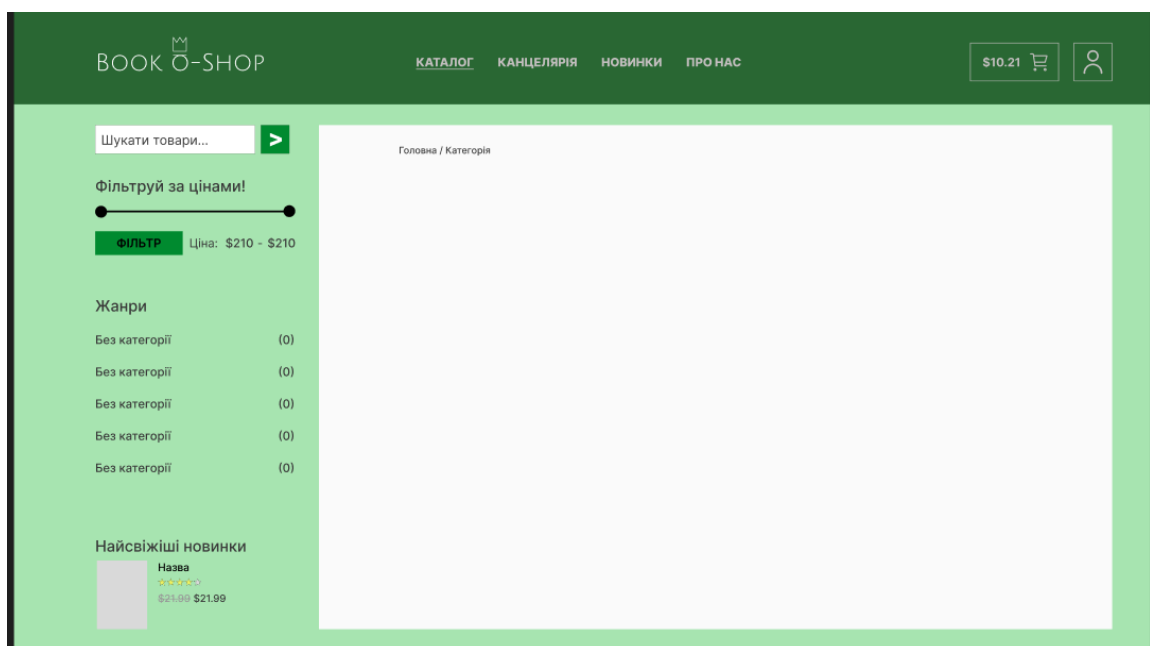 BOOK O-SHOP
КАТАЛОГ КАНЦЕЛЯРІЯ НОВИНКИ ПРО НАС
$10.21
Шукати товари...
>
Головна / Категорія
Фільтруй за цінами!
ФІЛЬТР Ціна: $210 - $210
Жанри
Без категорії (0)
Без категорії (0)
Без категорії (0)
Без категорії (0)
Без категорії (0)
Найсвіжіші новинки
Назва
$21.99 $21.99